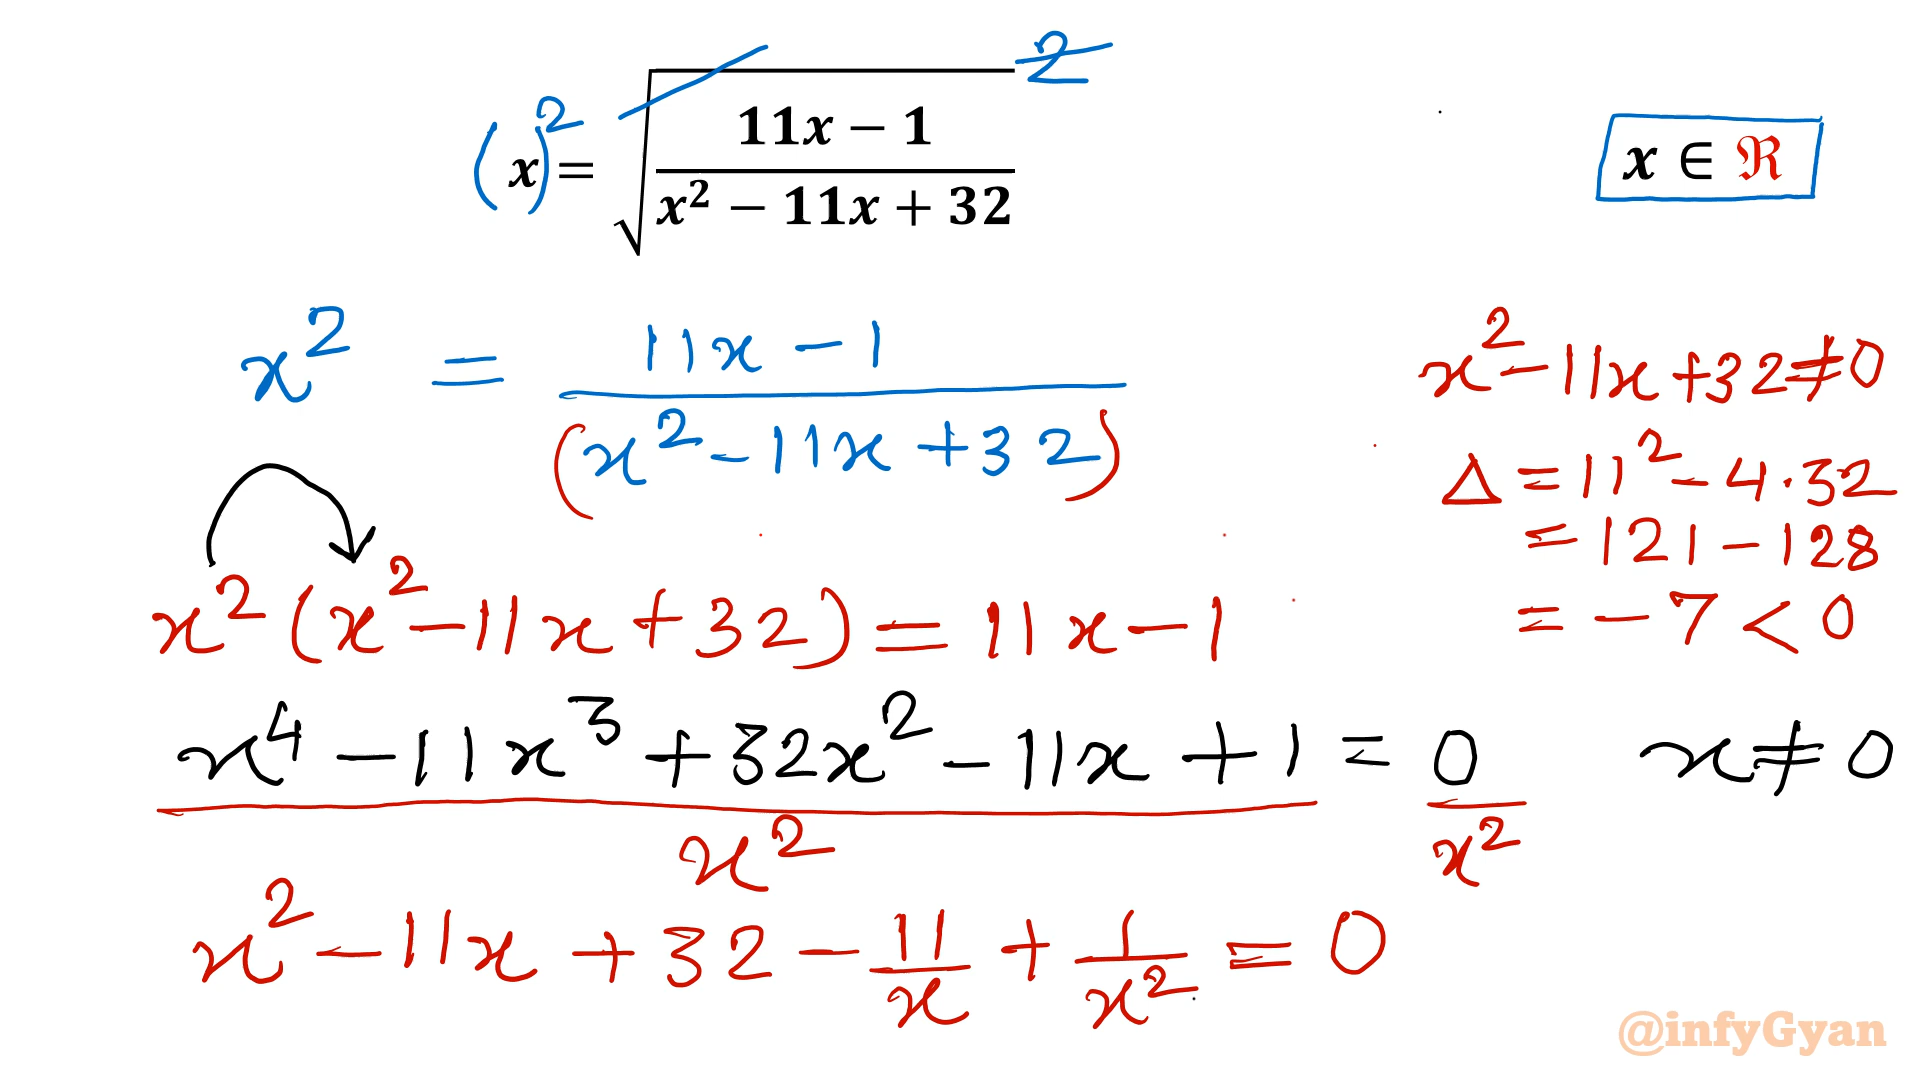 (x)² = √((11x − 1)/(x² − 11x + 32)) ²
x ∈ ℜ
x² = (11x − 1)/(x² − 11x + 32)
x² − 11x + 32 ≠ 0
Δ = 11² − 4·32
= 121 − 128
= −7 < 0
x²(x² − 11x + 32) = 11x − 1
(x⁴ − 11x³ + 32x² − 11x + 1)/x² = 0/x²
x ≠ 0
x² − 11x + 32 − 11/x + 1/x² = 0
@infyGyan